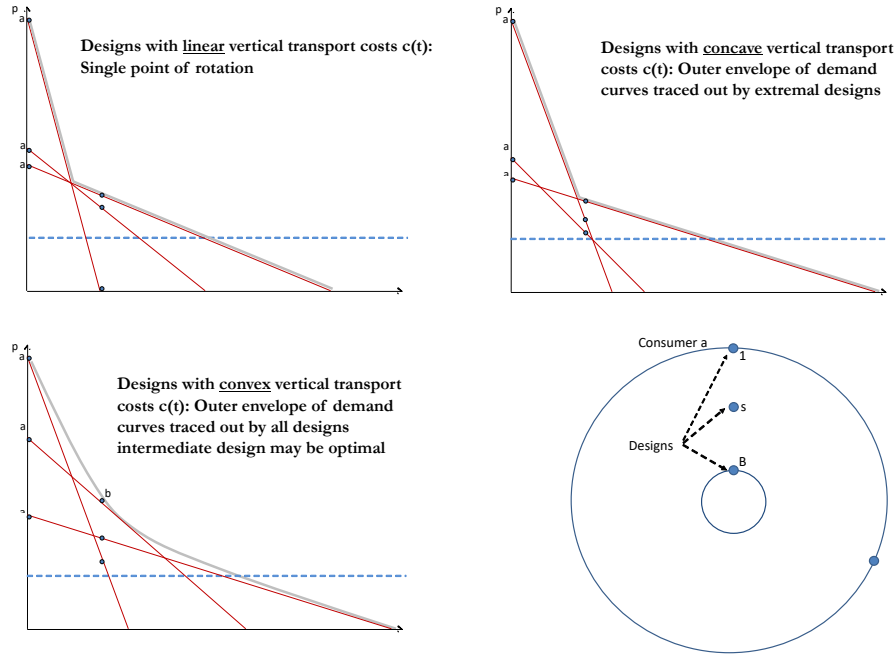 p
a
a
a
Designs with linear vertical transport costs c(t):
Single point of rotation
p
a
a
Designs with concave vertical transport
costs c(t): Outer envelope of demand
curves traced out by extremal designs
p
a
a
b
Designs with convex vertical transport
costs c(t): Outer envelope of demand
curves traced out by all designs
intermediate design may be optimal
Consumer a
1
s
Designs
B